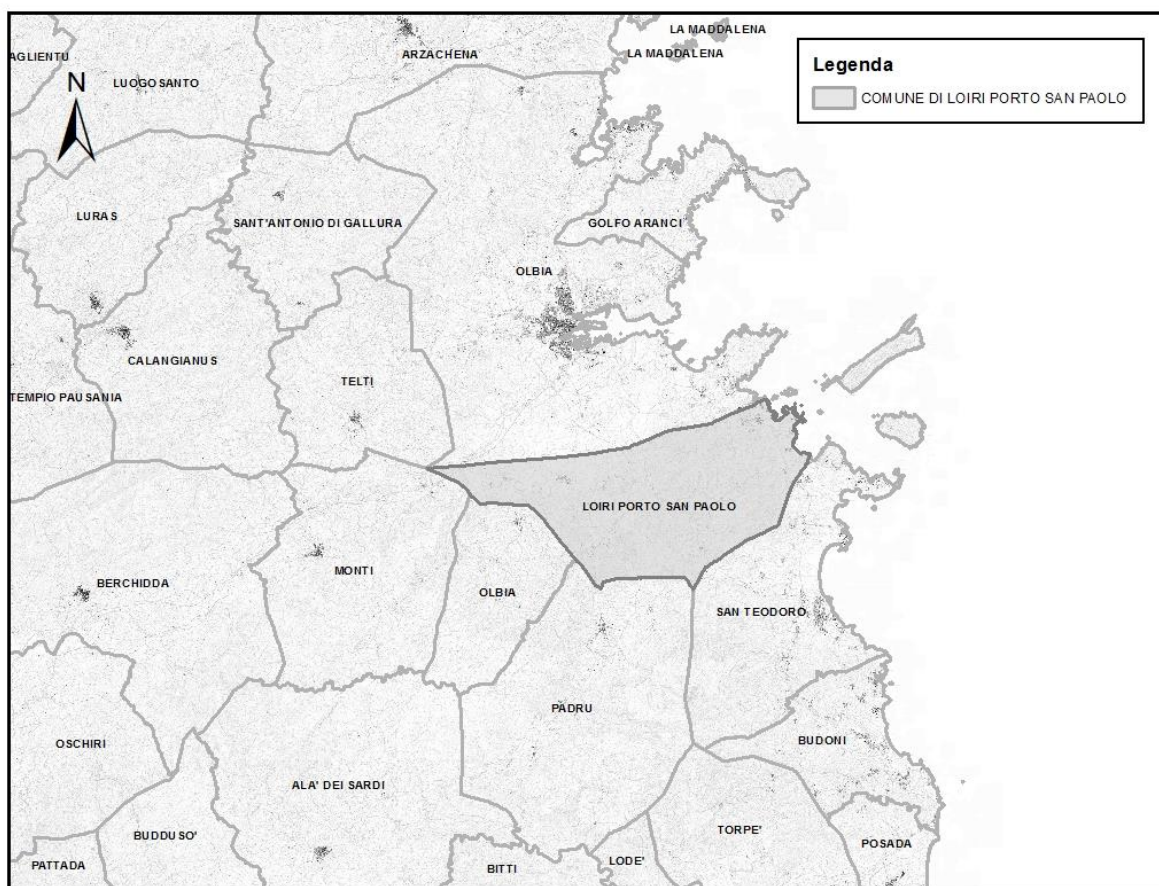 LA MADDALENA
ARZACHENA
LA MADDALENA
AGLIENTU
LUOGOSANTO
N
Legenda
COMUNE DI LOIRI PORTO SAN PAOLO
LURAS
SANT'ANTONIO DI GALLURA
GOLFO ARANCI
OLBIA
CALANGIANUS
TELTI
TEMPIO PAUSANIA
LOIRI PORTO SAN PAOLO
MONTI
BERCHIDDA
OLBIA
SAN TEODORO
PADRU
OSCHIRI
BUDONI
ALA' DEI SARDI
BUDDUSO'
TORPE'
POSADA
PATTADA
BITTI
LODE'